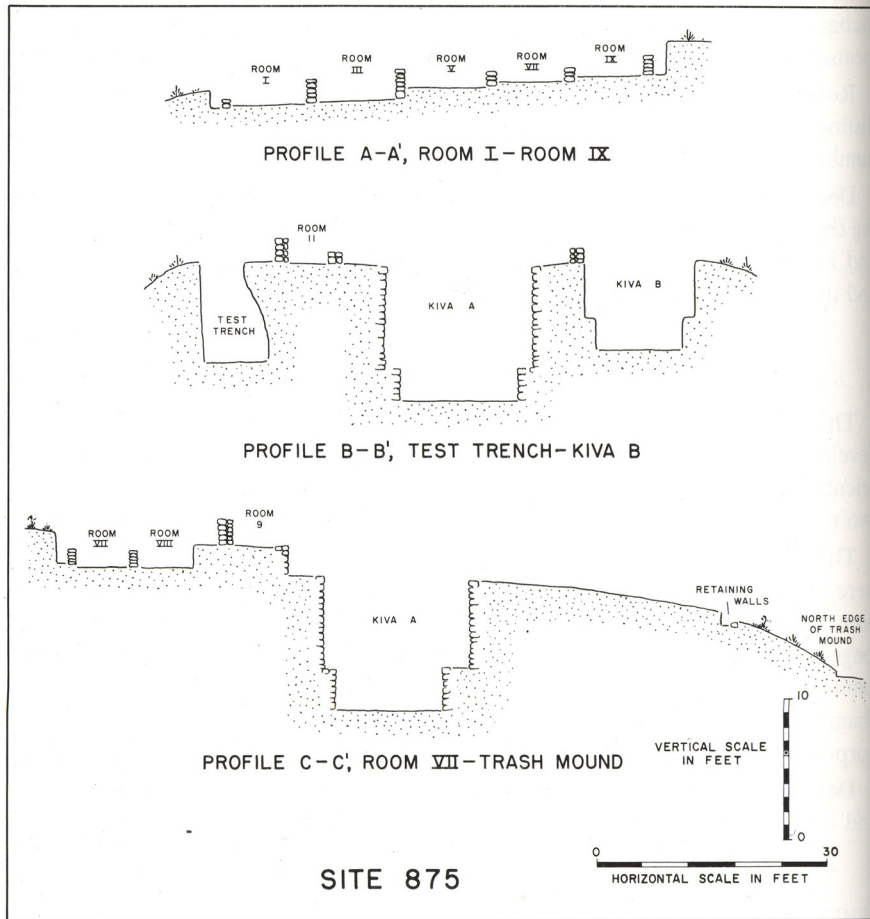 ROOM
I
ROOM
III
ROOM
V
ROOM
VII
ROOM
IX
PROFILE A–A', ROOM I–ROOM IX
ROOM
11
TEST
TRENCH
KIVA A
KIVA B
PROFILE B–B', TEST TRENCH–KIVA B
ROOM
VII
ROOM
VIII
ROOM
9
KIVA A
RETAINING
WALLS
NORTH EDGE
OF TRASH
MOUND
PROFILE C–C', ROOM VII–TRASH MOUND
10
VERTICAL SCALE
IN FEET
0
0
30
HORIZONTAL SCALE IN FEET
SITE 875